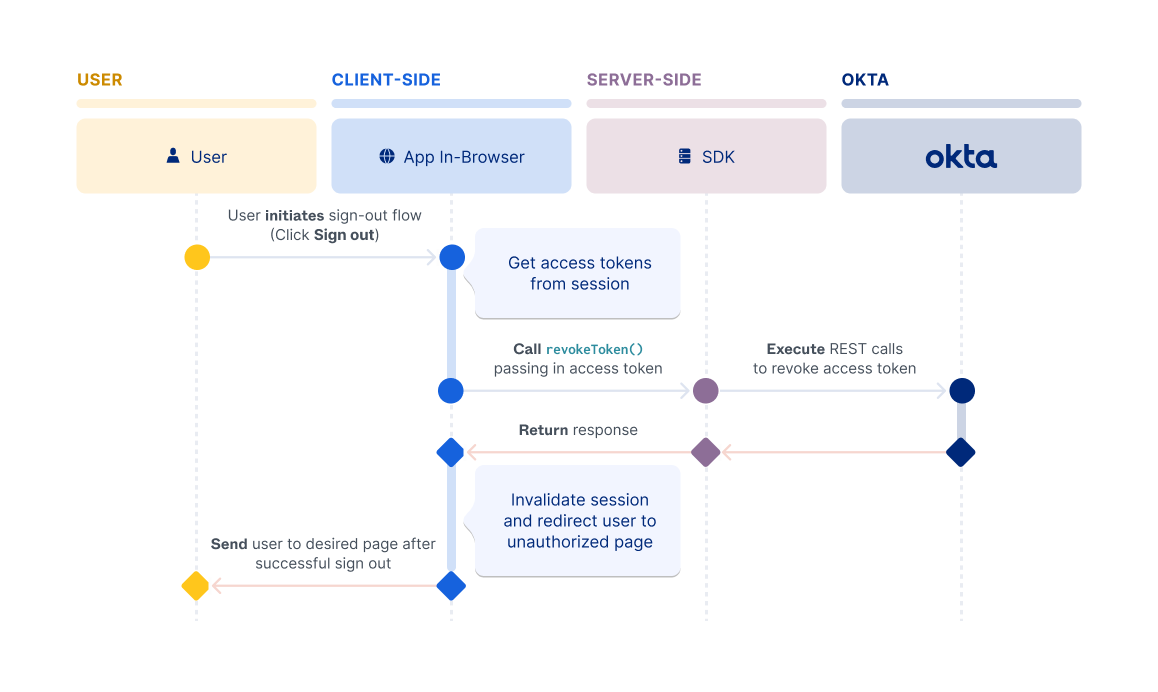 USER
CLIENT-SIDE
SERVER-SIDE
OKTA
User
App In-Browser
SDK
okta
User initiates sign-out flow
(Click Sign out)
Get access tokens
from session
Call revokeToken()
passing in access token
Execute REST calls
to revoke access token
Return response
Invalidate session
and redirect user to
unauthorized page
Send user to desired page after
successful sign out